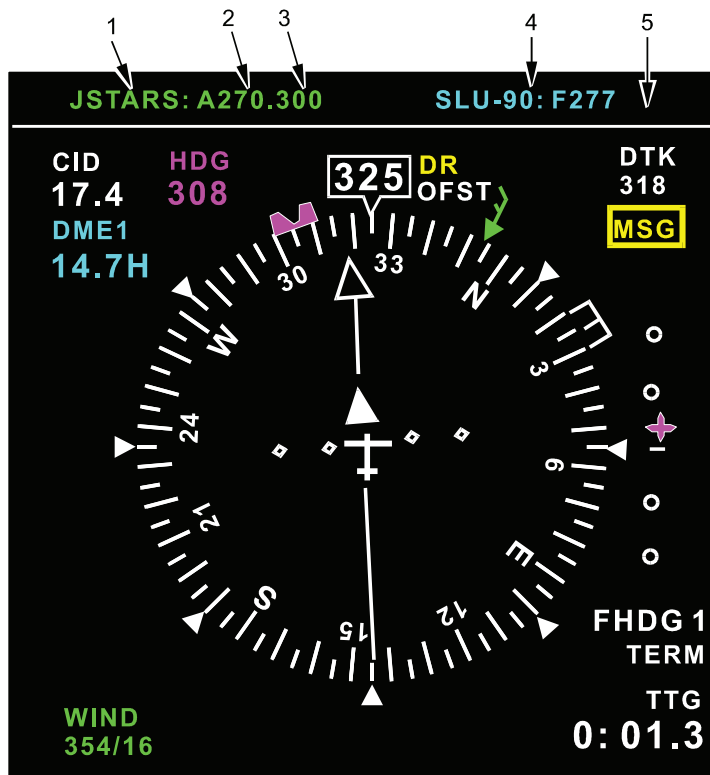 1 2 3 4 5
JSTARS: A270.300 SLU-90: F277
CID HDG DR DTK
17.4 308 325 OFST 318
DME1 MSG
14.7H
30 33 N 3 6 E 12 15 S 21 24 W
FHDG 1
TERM
WIND TTG
354/16 0:01.3